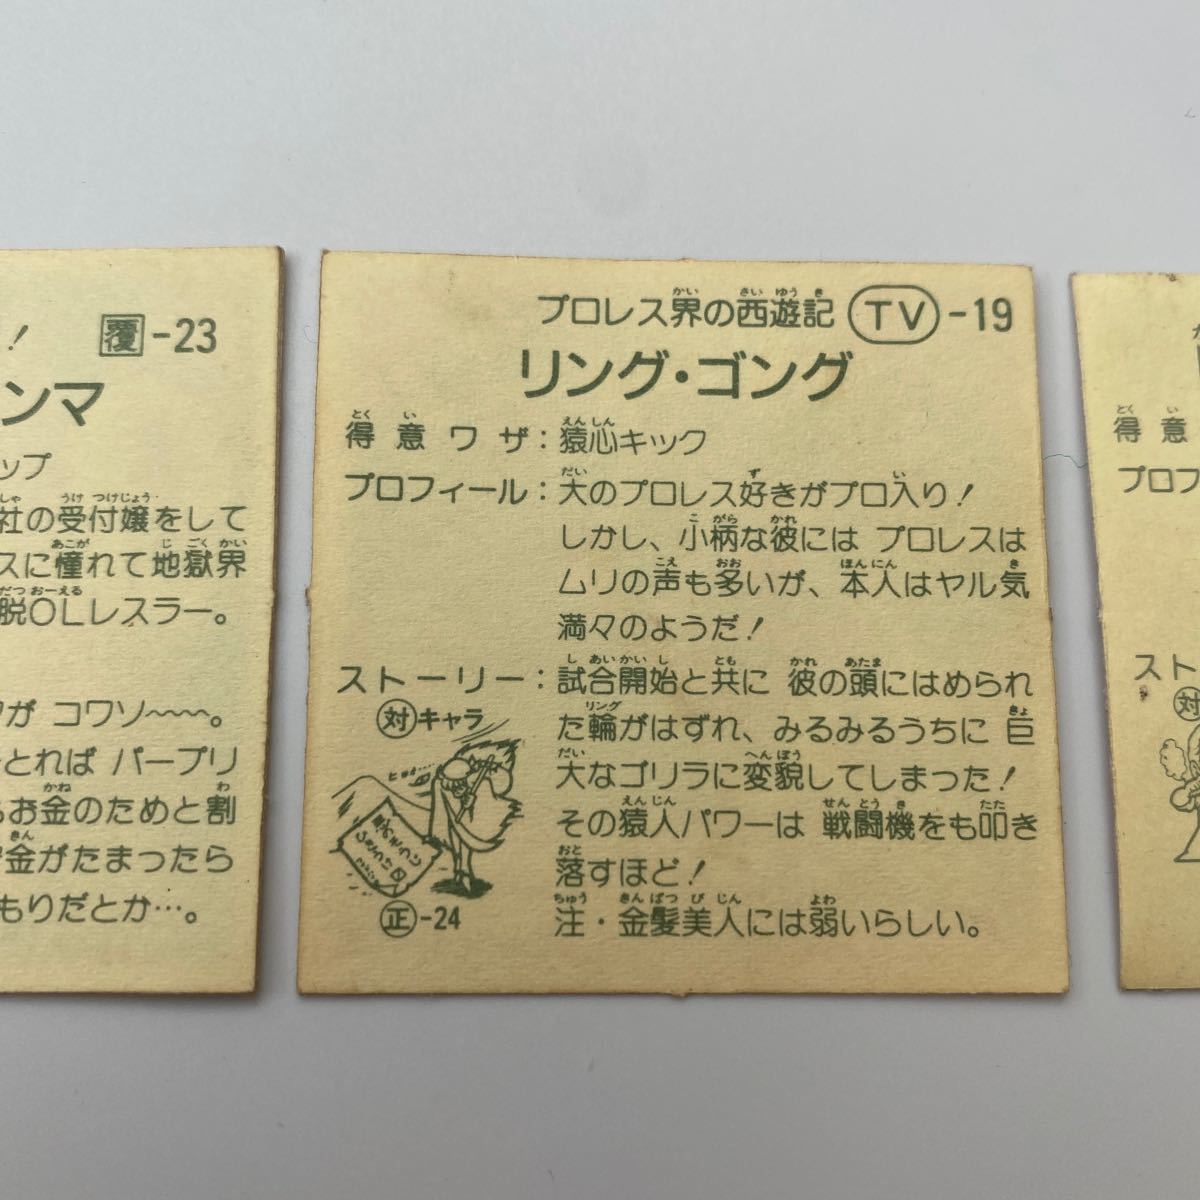 ！ 覆-23
ンマ
ップ
社の受付嬢をして
スに憧れて地獄界
脱OLレスラー。
がコワソ〜〜〜。
とれば パープリ
お金のためと割
金がたまったら
もりだとか…。
プロレス界の西遊記 TV-19
リング・ゴング
得意ワザ：猿心キック
プロフィール：大のプロレス好きがプロ入り！
しかし、小柄な彼には プロレスは
ムリの声も多いが、本人はヤル気
満々のようだ！
ストーリー：試合開始と共に 彼の頭にはめられ
た輪がはずれ、みるみるうちに 巨
大なゴリラに変貌してしまった！
その猿人パワーは 戦闘機をも叩き
落すほど！
注・金髪美人には弱いらしい。
対キャラ
正-24
得意
プロフ
スト
対